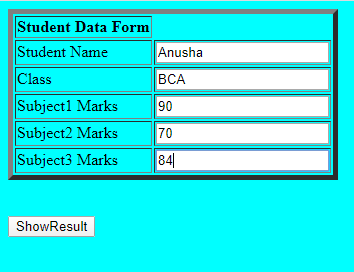 Student Data Form
Student Name Anusha
Class BCA
Subject1 Marks 90
Subject2 Marks 70
Subject3 Marks 84
ShowResult